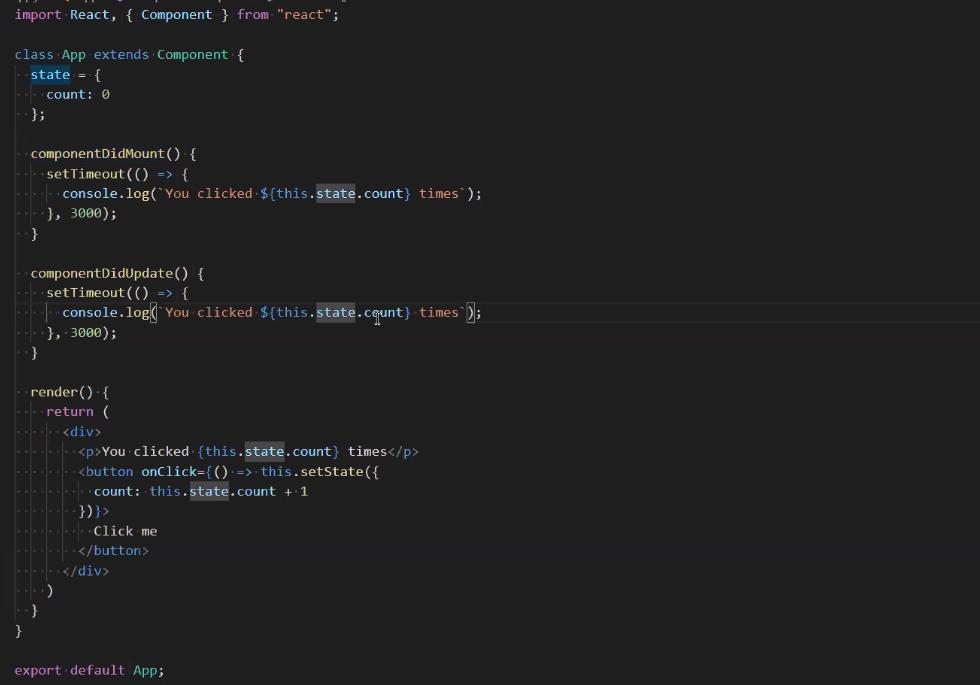 import React, { Component } from "react";
class App extends Component {
state = {
count: 0
};
componentDidMount() {
setTimeout(() => {
console.log(`You clicked ${this.state.count} times`);
}, 3000);
}
componentDidUpdate() {
setTimeout(() => {
console.log(`You clicked ${this.state.count} times`);
}, 3000);
}
render() {
return (
<div>
<p>You clicked {this.state.count} times</p>
<button onClick={() => this.setState({
count: this.state.count + 1
})}>
Click me
</button>
</div>
)
}
}
export default App;